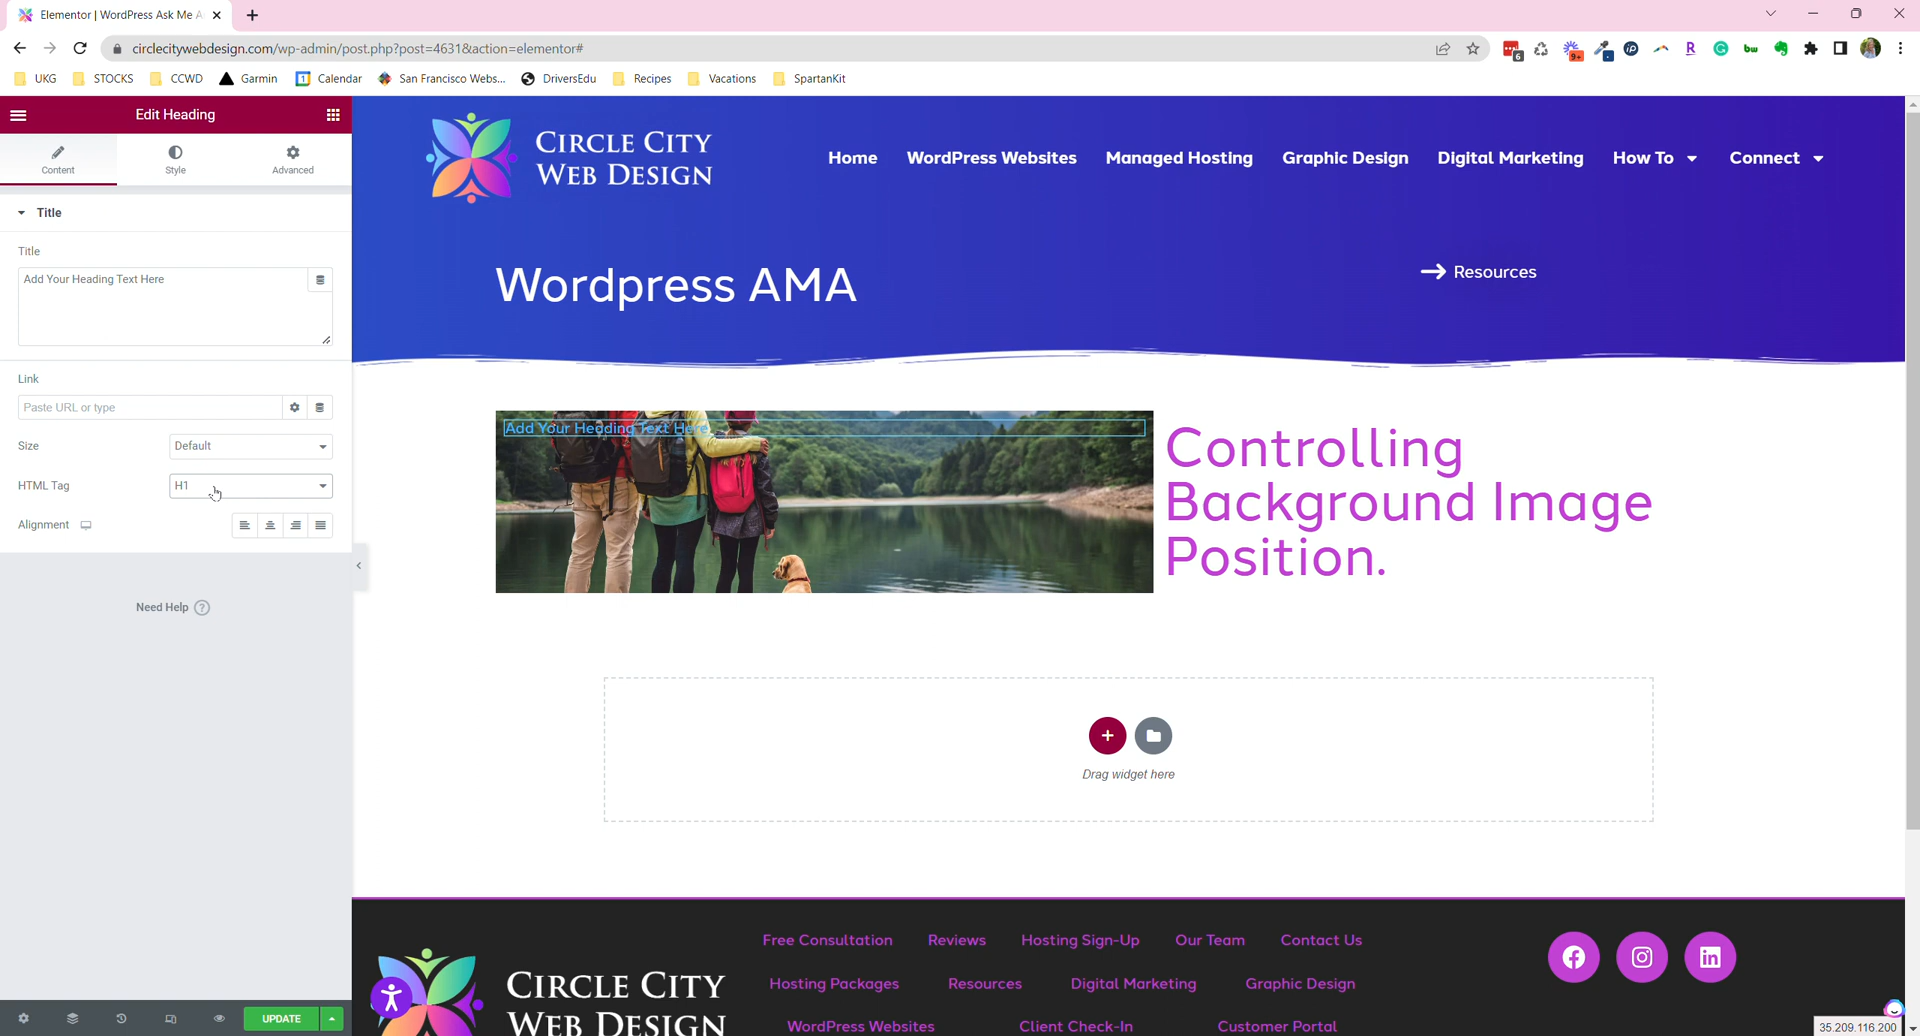 Elementor | WordPress Ask Me A
circlecitywebdesign.com/wp-admin/post.php?post=4631&action=elementor#
6
9+
iP
R
G
bw
UKG
STOCKS
CCWD
Garmin
1
Calendar
San Francisco Webs...
DriversEdu
Recipes
Vacations
SpartanKit
Edit Heading
Content
Style
Advanced
Title
Title
Add Your Heading Text Here
Link
Paste URL or type
Size
Default
HTML Tag
H1
Alignment
Need Help ?
UPDATE
CIRCLE CITY
WEB DESIGN
Home
WordPress Websites
Managed Hosting
Graphic Design
Digital Marketing
How To
Connect
Wordpress AMA
→ Resources
Add Your Heading Text Here
Controlling
Background Image
Position.
+
Drag widget here
CIRCLE CITY
WEB DESIGN
Free Consultation
Reviews
Hosting Sign-Up
Our Team
Contact Us
Hosting Packages
Resources
Digital Marketing
Graphic Design
WordPress Websites
Client Check-In
Customer Portal
35.209.116.200